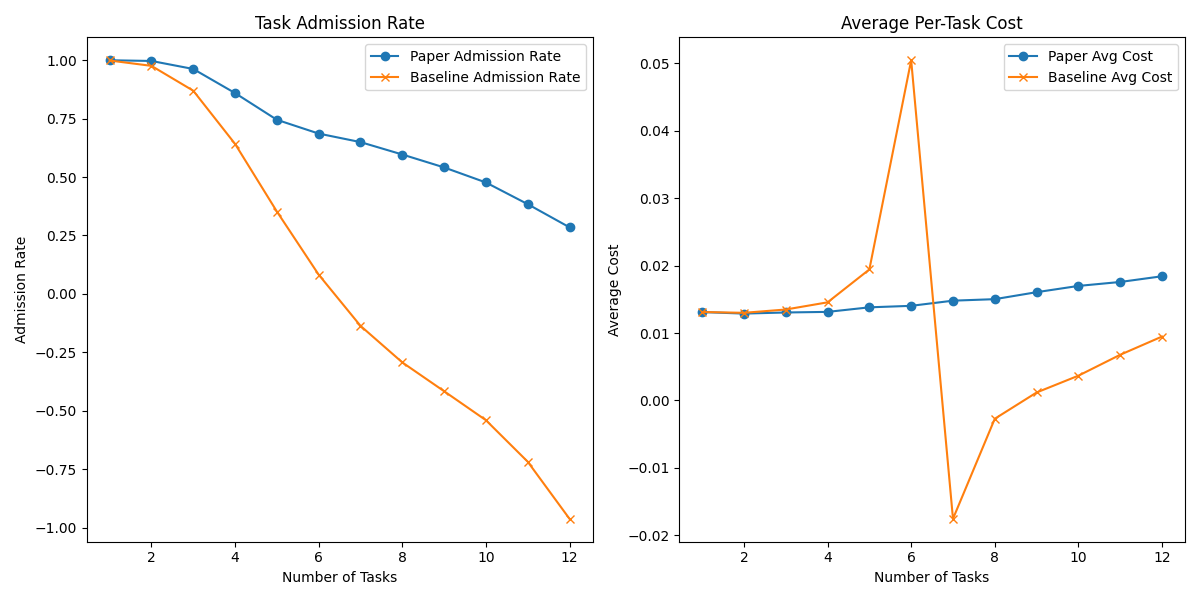 Task Admission Rate
Paper Admission Rate
Baseline Admission Rate
1.00
0.75
0.50
0.25
0.00
−0.25
−0.50
−0.75
−1.00
Admission Rate
2 4 6 8 10 12
Number of Tasks
Average Per-Task Cost
Paper Avg Cost
Baseline Avg Cost
0.05
0.04
0.03
0.02
0.01
0.00
−0.01
−0.02
Average Cost
2 4 6 8 10 12
Number of Tasks